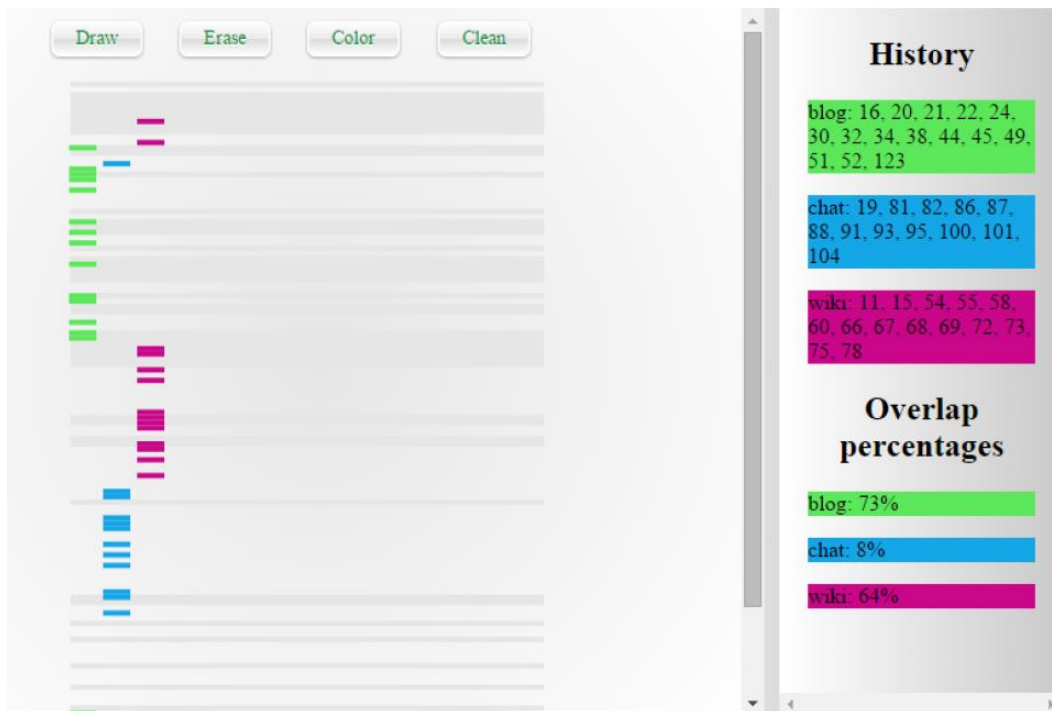 Draw Erase Color Clean
History
blog: 16, 20, 21, 22, 24,
30, 32, 34, 38, 44, 45, 49,
51, 52, 123
chat: 19, 81, 82, 86, 87,
88, 91, 93, 95, 100, 101,
104
wiki: 11, 15, 54, 55, 58,
60, 66, 67, 68, 69, 72, 73,
75, 78
Overlap
percentages
blog: 73%
chat: 8%
wiki: 64%